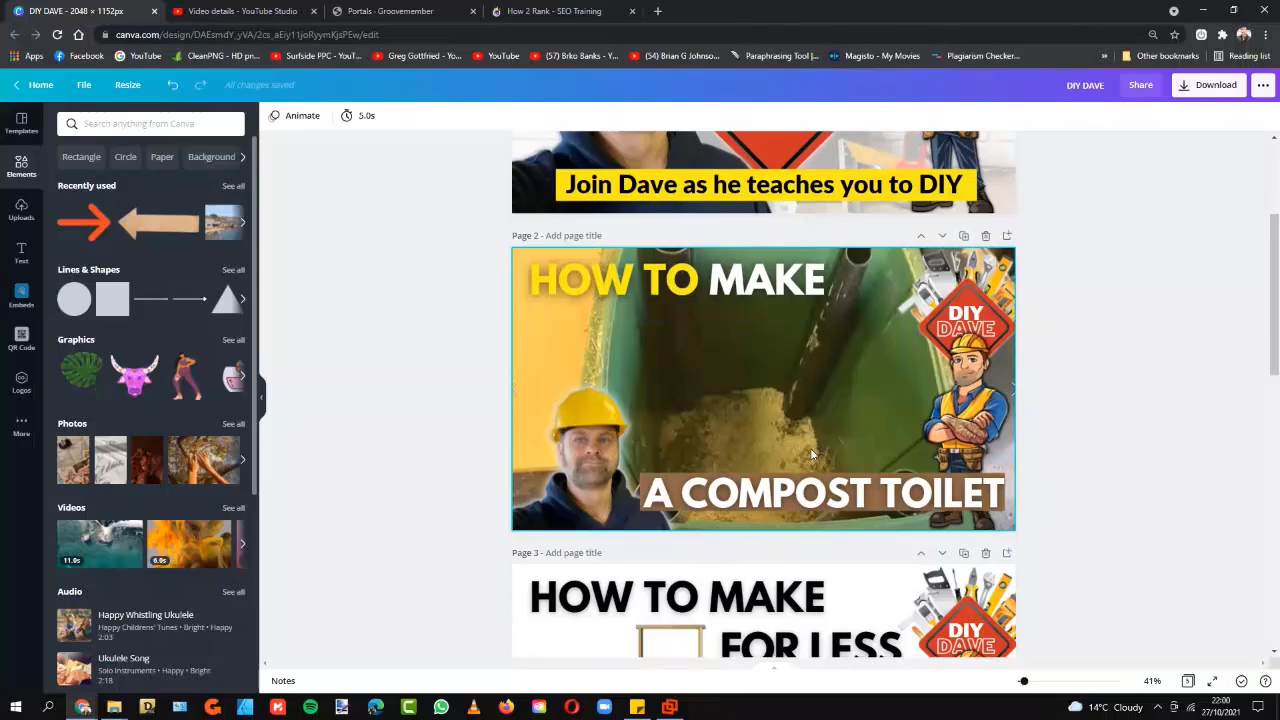 DIY DAVE - 2048 × 1152px
Video details - YouTube Studio
Portals - Groovemember
How 2 Rank - SEO Training
canva.com/design/DAEsmdY_yVA/2cs_aEiy11joRyymKjsPEw/edit
Apps
Facebook
YouTube
CleanPNG - HD pn...
Surfside PPC - YouT...
Greg Gottfried - Yo...
YouTube
(57) Brko Banks - Y...
(54) Brian G Johnso...
Paraphrasing Tool |...
Magisto - My Movies
Plagiarism Checker...
»
Other bookmarks
Reading list
Home
File
Resize
All changes saved
DIY DAVE
Share
Download
Animate
5.0s
Templates
Elements
Uploads
Text
Embeds
QR Code
Logos
More
Search anything from Canva
Rectangle
Circle
Paper
Background
Recently used
See all
Lines & Shapes
See all
Graphics
See all
Photos
See all
Videos
See all
11.0s
6.0s
Audio
See all
Happy Whistling Ukulele
Happy Childrens' Tunes • Bright • Happy
2:03
Ukulele Song
Solo Instruments • Happy • Bright
2:18
Join Dave as he teaches you to DIY
Page 2 - Add page title
HOW TO MAKE
DIY
DAVE
A COMPOST TOILET
Page 3 - Add page title
HOW TO MAKE
FOR LESS
DIY
Notes
41%
5
14°C Cloudy
22:00
27/10/2021